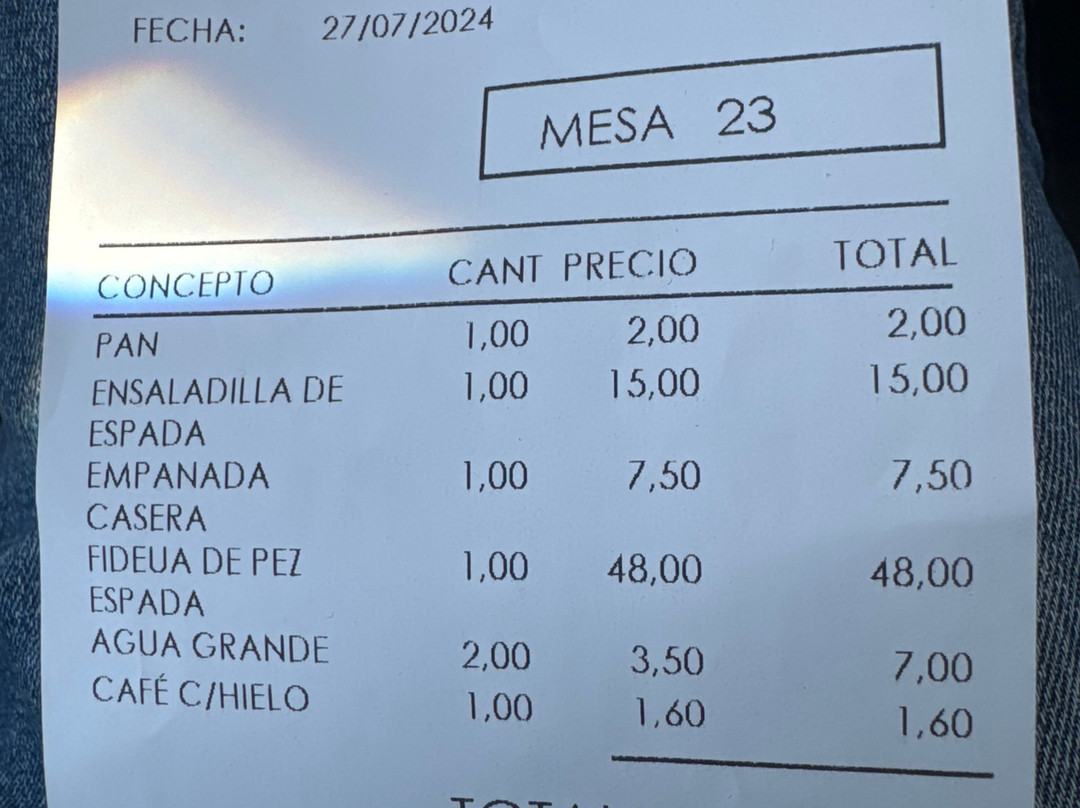 FECHA: 27/07/2024
MESA 23
CONCEPTO CANT PRECIO TOTAL
PAN 1,00 2,00 2,00
ENSALADILLA DE 1,00 15,00 15,00
ESPADA
EMPANADA 1,00 7,50 7,50
CASERA
FIDEUA DE PEZ 1,00 48,00 48,00
ESPADA
AGUA GRANDE 2,00 3,50 7,00
CAFÉ C/HIELO 1,00 1,60 1,60